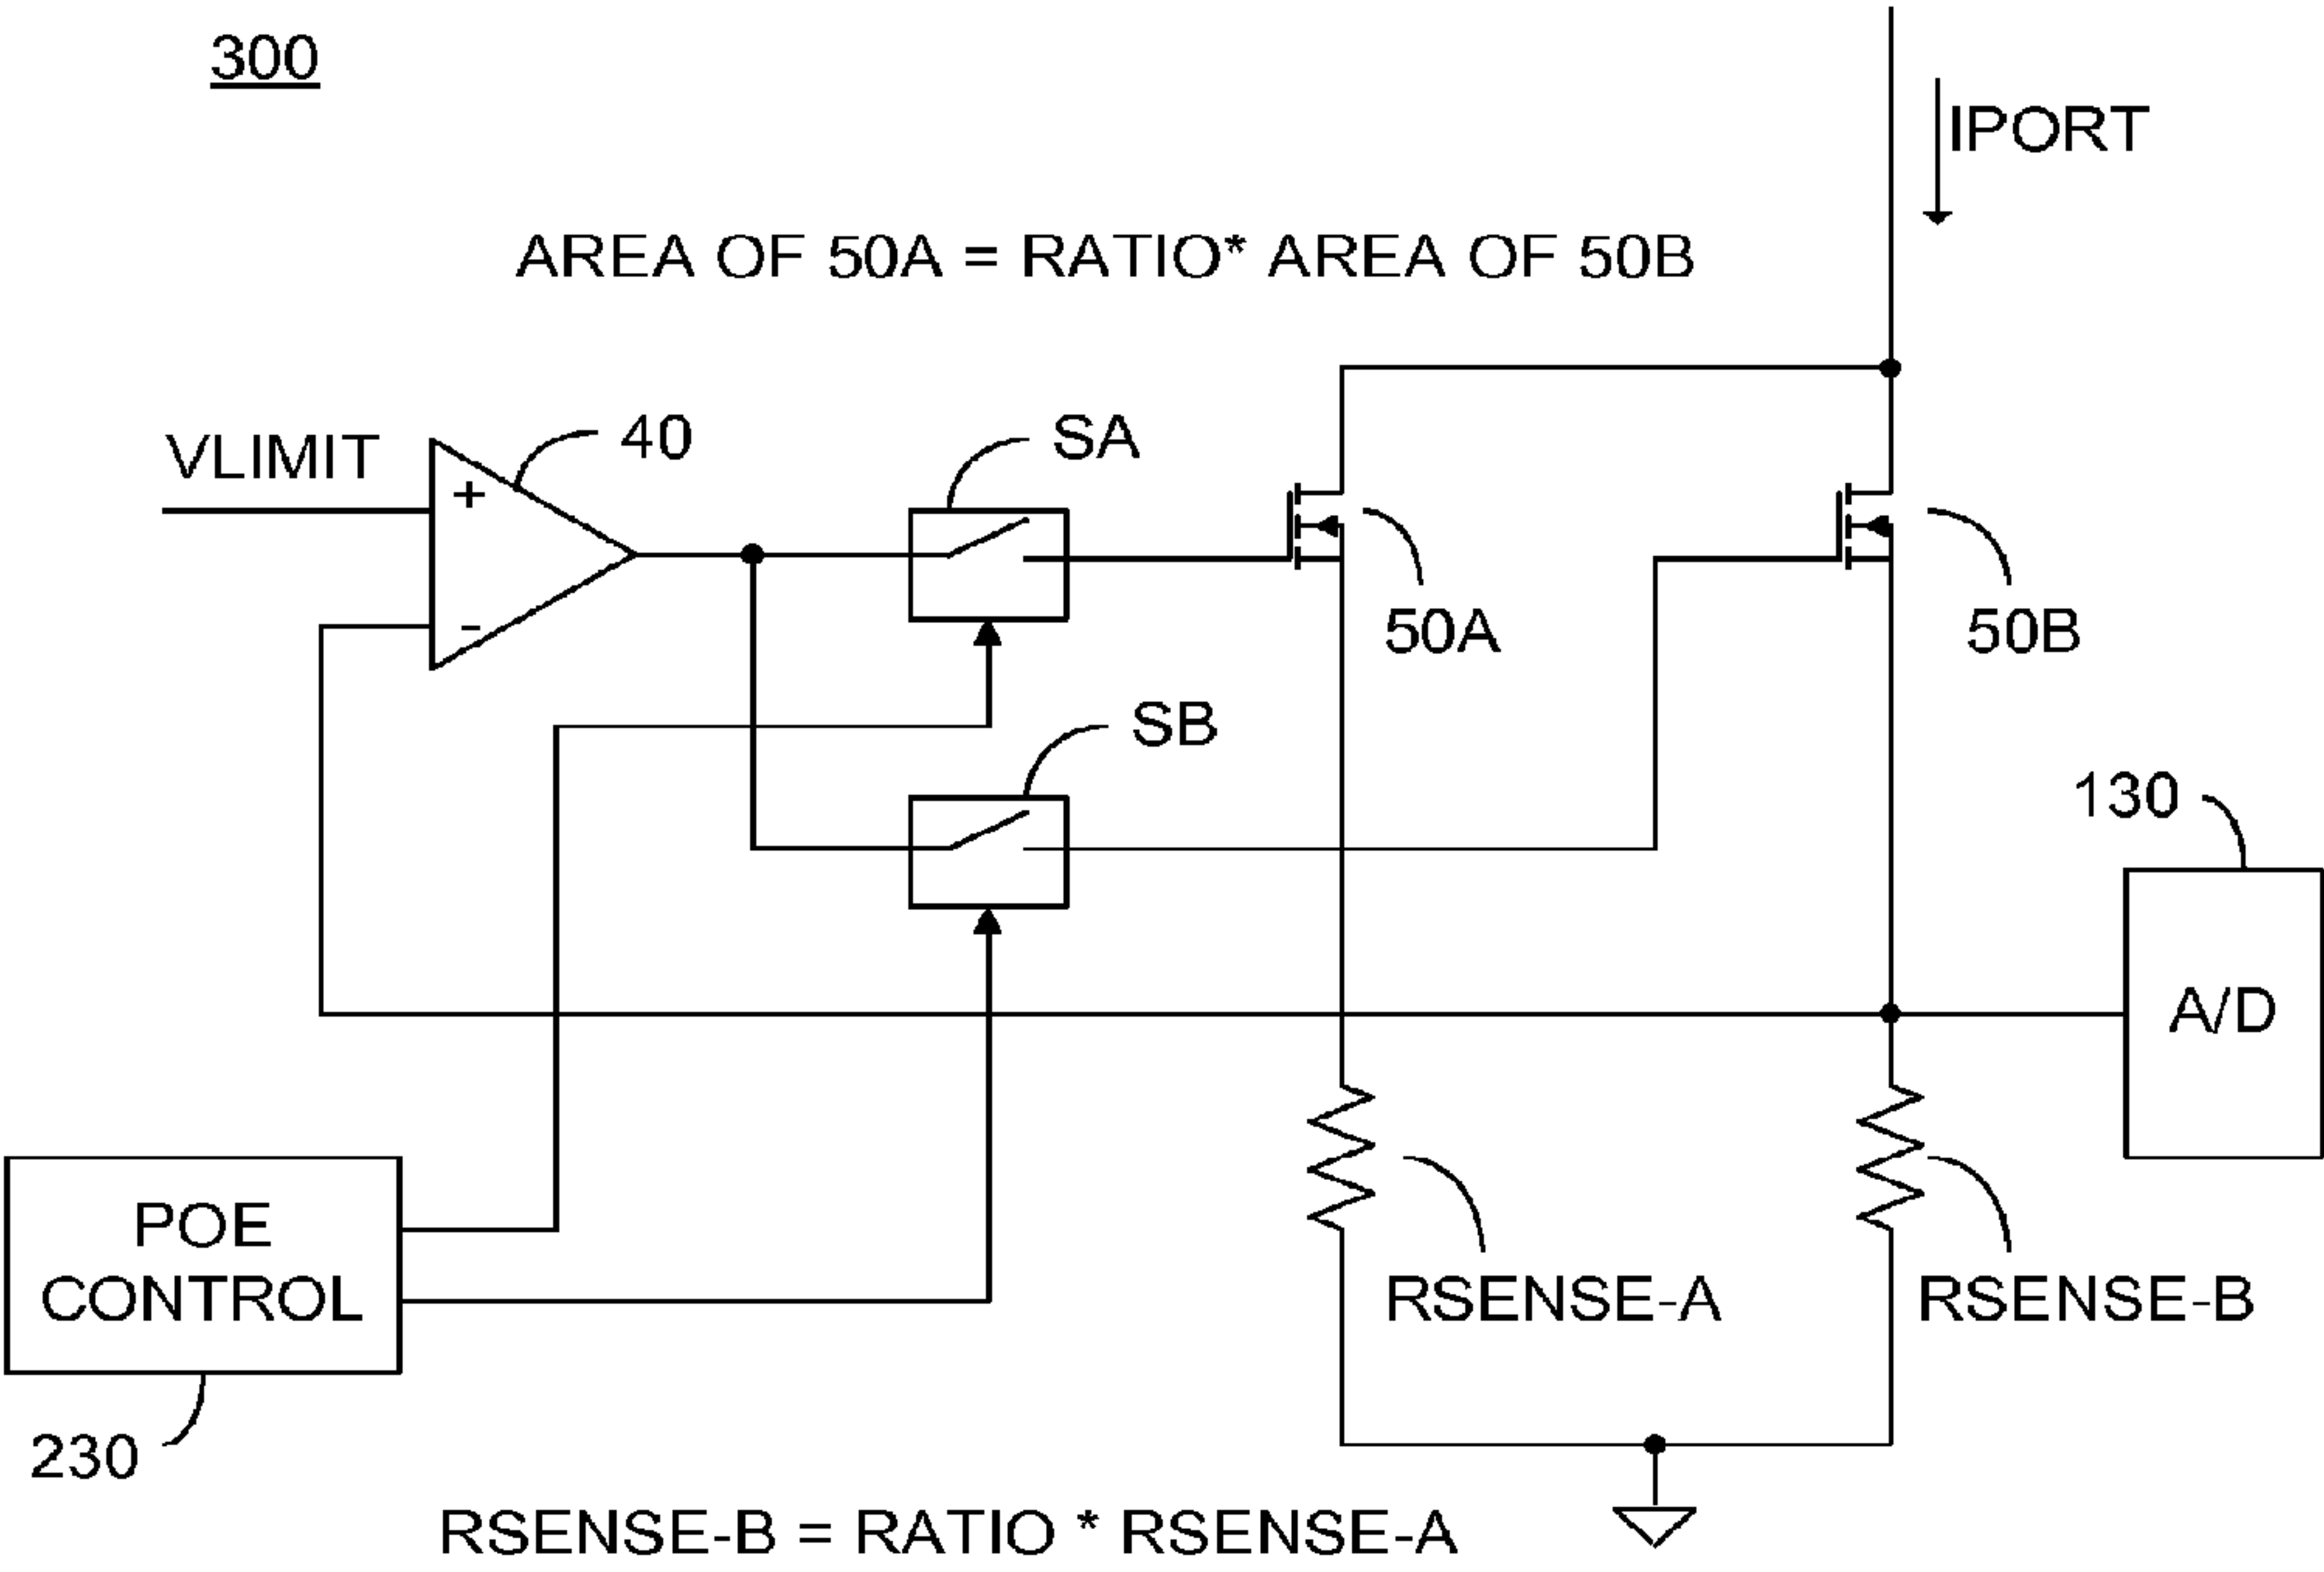 300
IPORT
AREA OF 50A = RATIO* AREA OF 50B
VLIMIT
40
SA
+
-
50A
50B
SB
130
A/D
POE
CONTROL
RSENSE-A
RSENSE-B
230
RSENSE-B = RATIO * RSENSE-A